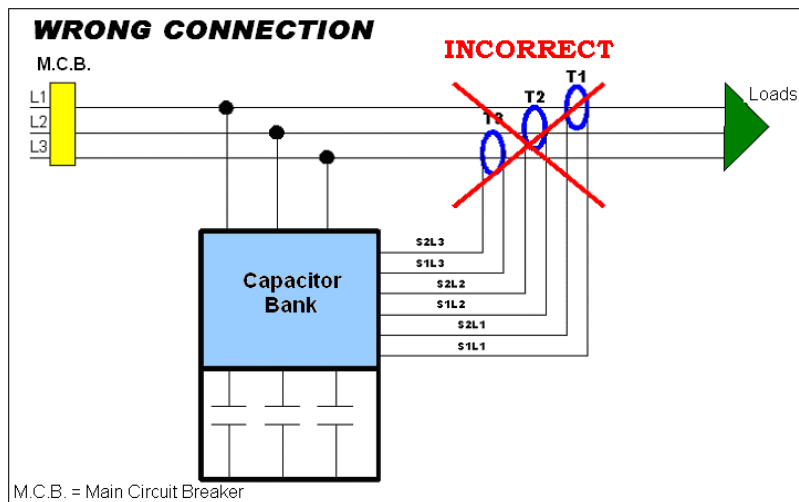 WRONG CONNECTION
INCORRECT
M.C.B.
L1
L2
L3
T1
T2
T3
Loads
S2L3
S1L3
S2L2
S1L2
S2L1
S1L1
Capacitor
Bank
M.C.B. = Main Circuit Breaker